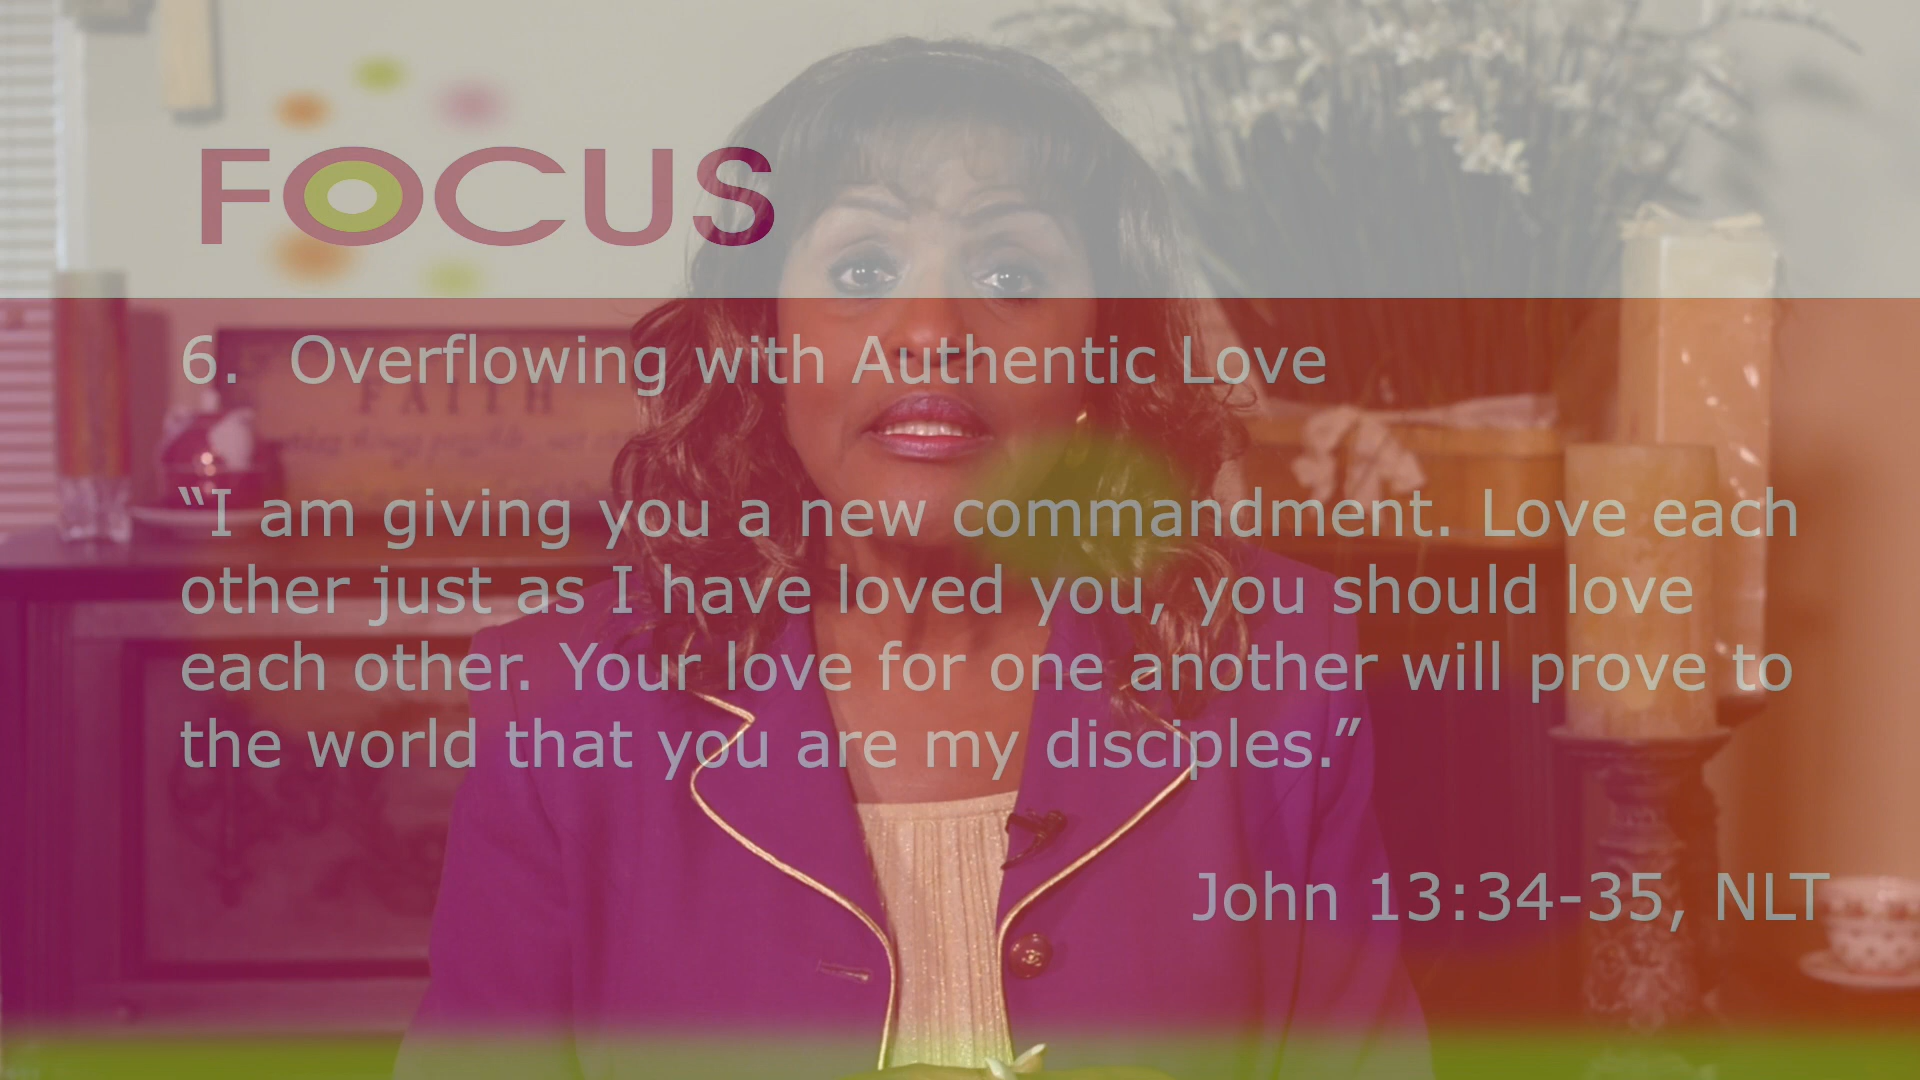 FOCUS
6. Overflowing with Authentic Love
FAITH
“I am giving you a new commandment. Love each
other just as I have loved you, you should love
each other. Your love for one another will prove to
the world that you are my disciples.”
John 13:34-35, NLT